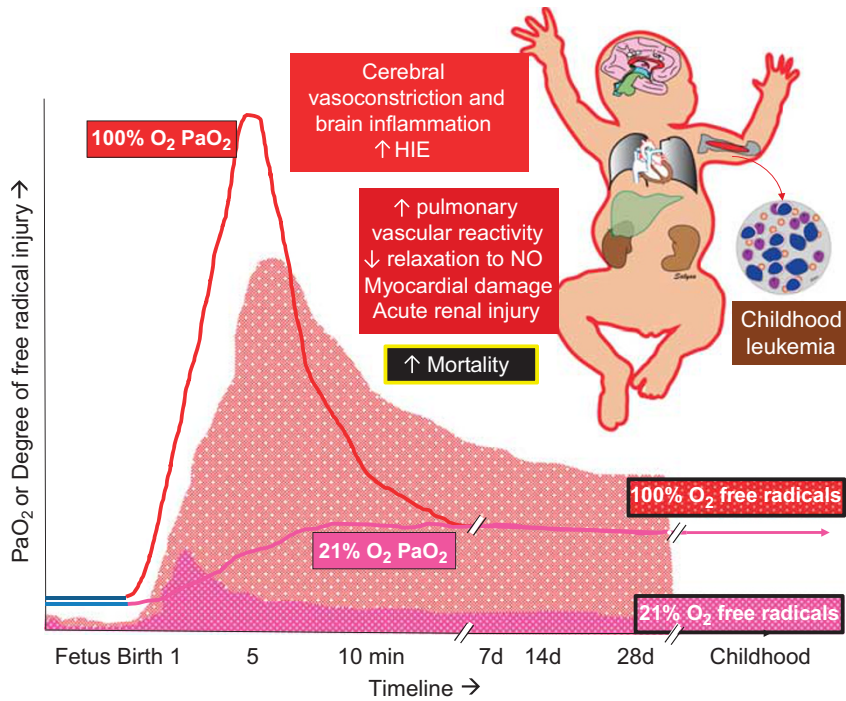 Cerebral
vasoconstriction and
brain inflammation
↑ HIE
100% O₂ PaO₂
↑ pulmonary
vascular reactivity
↓ relaxation to NO
Myocardial damage
Acute renal injury
↑ Mortality
Childhood
leukemia
PaO₂ or Degree of free radical injury →
100% O₂ free radicals
21% O₂ PaO₂
21% O₂ free radicals
Fetus Birth 1 5 10 min 7d 14d 28d Childhood
Timeline →